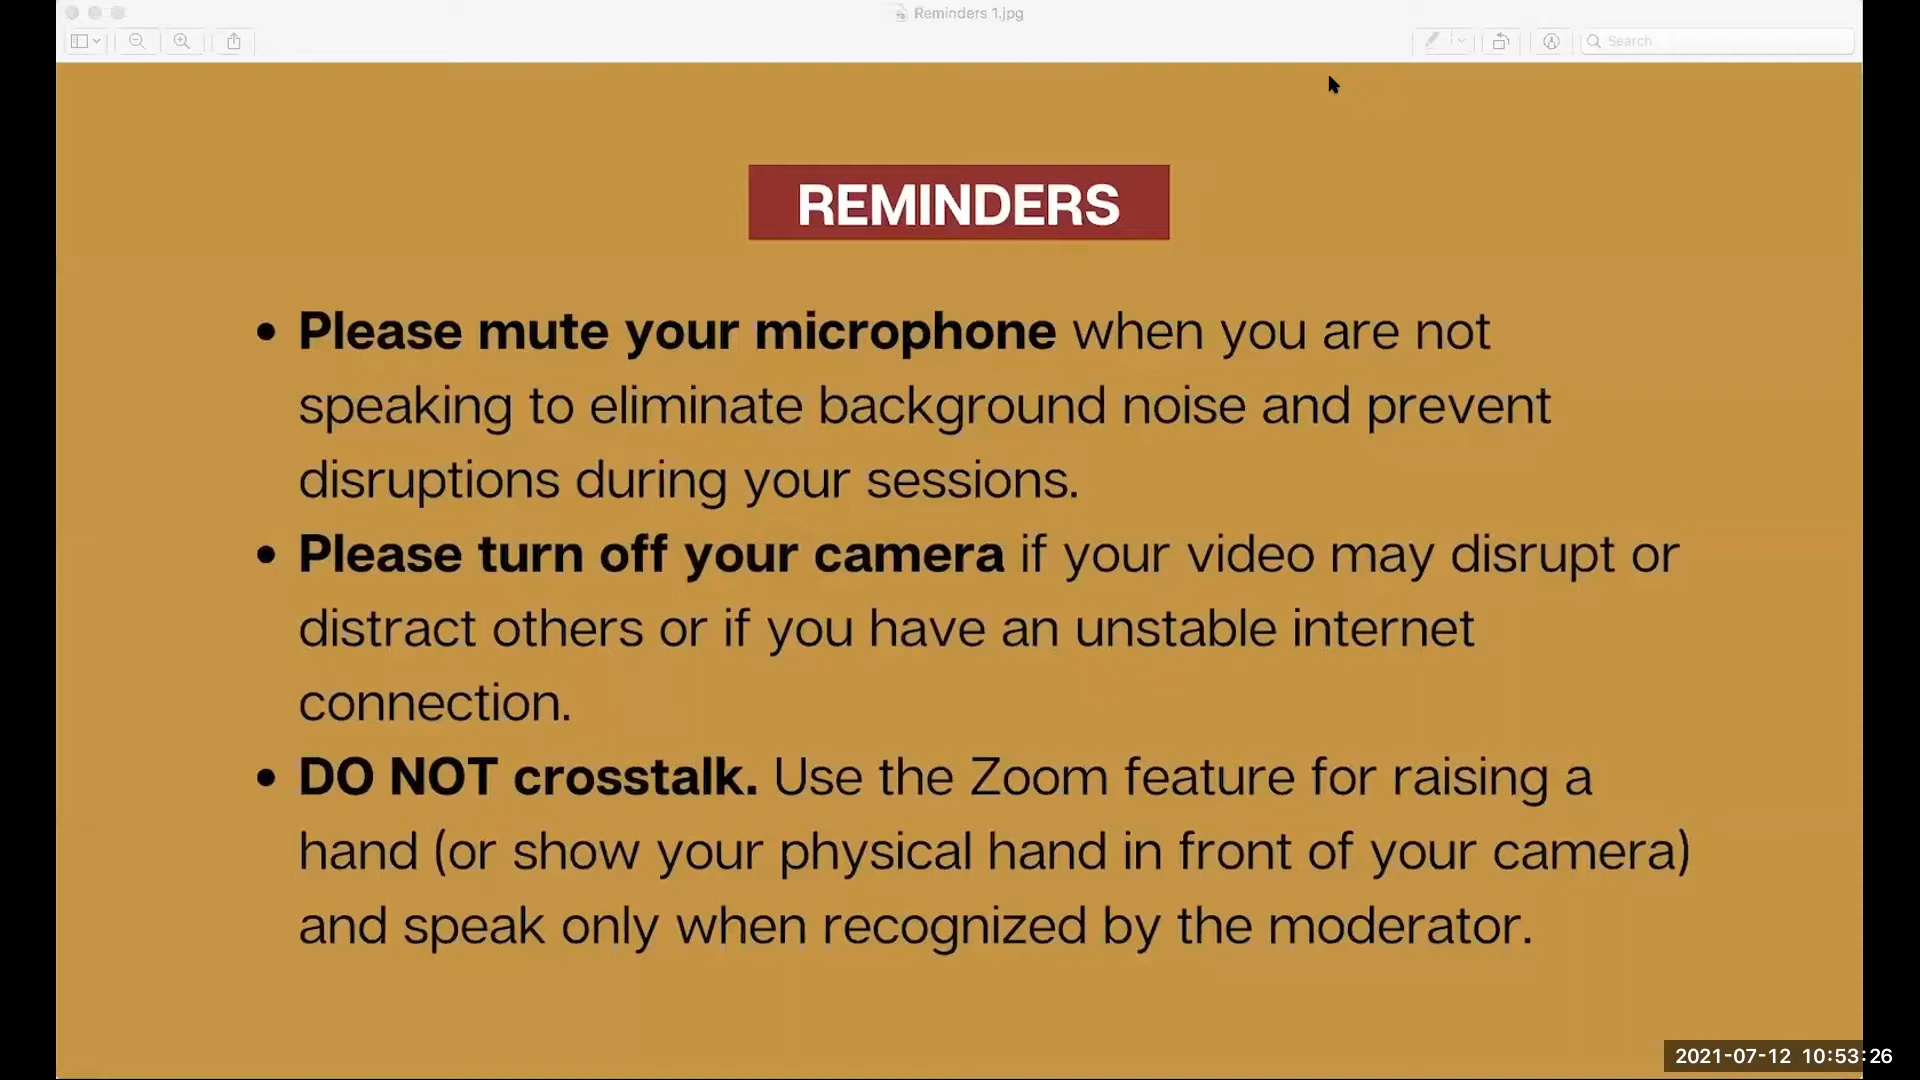 Reminders 1.jpg
Search
REMINDERS
• Please mute your microphone when you are not
speaking to eliminate background noise and prevent
disruptions during your sessions.
• Please turn off your camera if your video may disrupt or
distract others or if you have an unstable internet
connection.
• DO NOT crosstalk. Use the Zoom feature for raising a
hand (or show your physical hand in front of your camera)
and speak only when recognized by the moderator.
2021-07-12 10:53:26